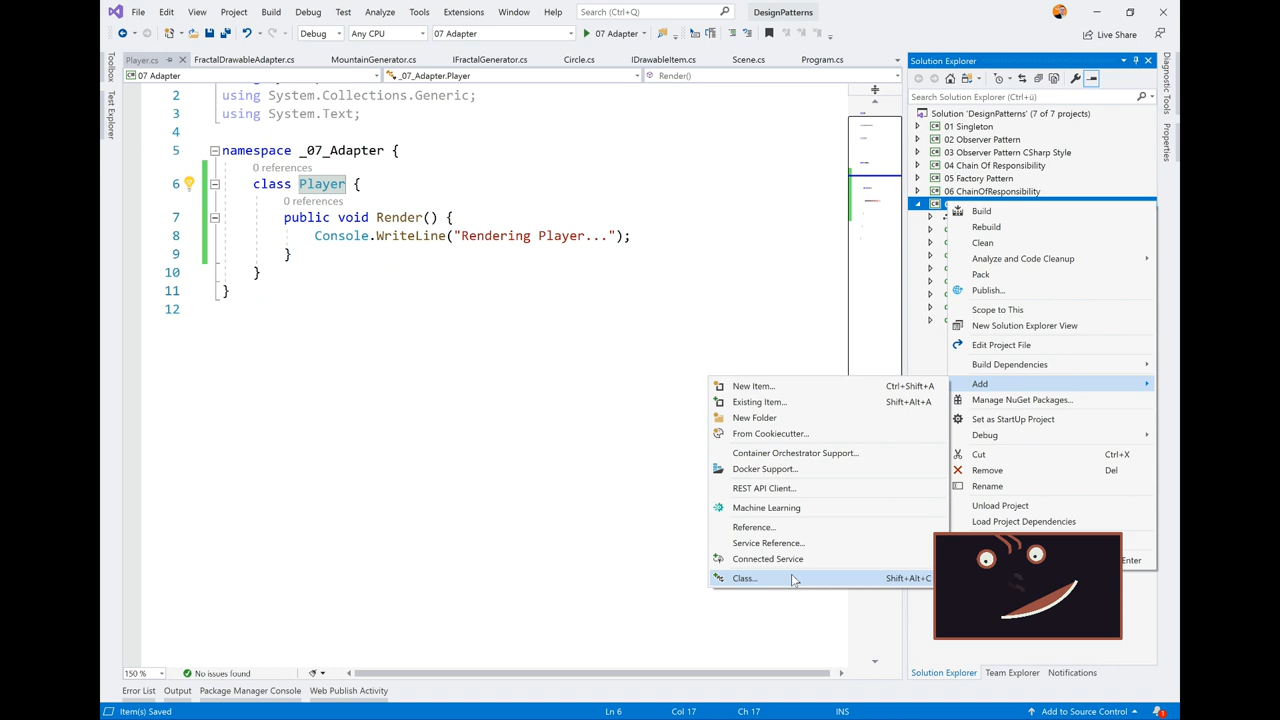 File Edit View Project Build Debug Test Analyze Tools Extensions Window Help Search (Ctrl+Q) DesignPatterns
Debug Any CPU 07 Adapter 07 Adapter Live Share
Toolbox
Test Explorer
Player.cs FractalDrawableAdapter.cs MountainGenerator.cs IFractalGenerator.cs Circle.cs IDrawableItem.cs Scene.cs Program.cs
07 Adapter _07_Adapter.Player Render()
2 using System.Collections.Generic;
3 using System.Text;
4
5 namespace _07_Adapter {
0 references
6 class Player {
0 references
7 public void Render() {
8 Console.WriteLine("Rendering Player...");
9 }
10 }
11 }
12
Solution Explorer
Search Solution Explorer (Ctrl+ü)
Solution 'DesignPatterns' (7 of 7 projects)
01 Singleton
02 Observer Pattern
03 Observer Pattern CSharp Style
04 Chain Of Responsibility
05 Factory Pattern
06 ChainOfResponsibility
Build
Rebuild
Clean
Analyze and Code Cleanup
Pack
Publish...
Scope to This
New Solution Explorer View
Edit Project File
Build Dependencies
Add
Manage NuGet Packages...
Set as StartUp Project
Debug
Cut Ctrl+X
Remove Del
Rename
Unload Project
Load Project Dependencies
Enter
New Item... Ctrl+Shift+A
Existing Item... Shift+Alt+A
New Folder
From Cookiecutter...
Container Orchestrator Support...
Docker Support...
REST API Client...
Machine Learning
Reference...
Service Reference...
Connected Service
Class... Shift+Alt+C
Diagnostic Tools
Properties
150 % No issues found
Solution Explorer Team Explorer Notifications
Error List Output Package Manager Console Web Publish Activity
Item(s) Saved Ln 6 Col 17 Ch 17 INS Add to Source Control 1